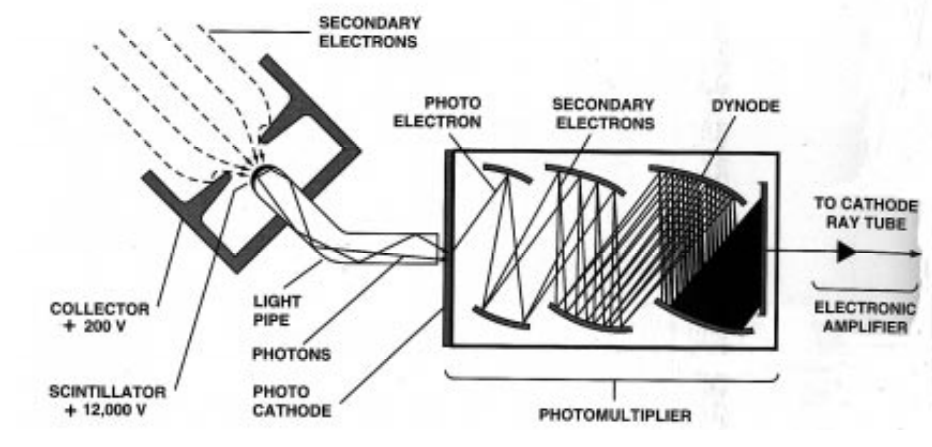 SECONDARY
ELECTRONS
PHOTO
ELECTRON
SECONDARY
ELECTRONS
DYNODE
TO CATHODE
RAY TUBE
COLLECTOR
+ 200 V
LIGHT
PIPE
ELECTRONIC
AMPLIFIER
PHOTONS
SCINTILLATOR
+ 12,000 V
PHOTO
CATHODE
PHOTOMULTIPLIER